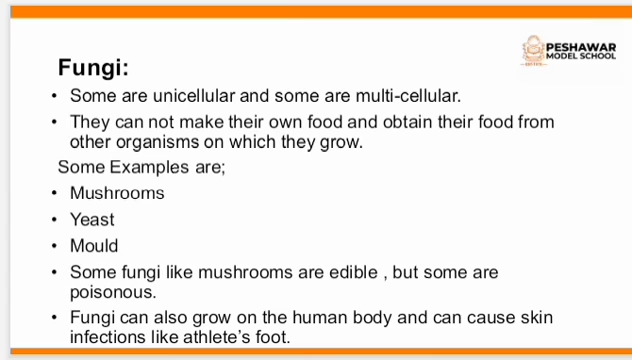 PESHAWAR
MODEL SCHOOL
Fungi:
• Some are unicellular and some are multi-cellular.
• They can not make their own food and obtain their food from
other organisms on which they grow.
Some Examples are;
• Mushrooms
• Yeast
• Mould
• Some fungi like mushrooms are edible , but some are
poisonous.
• Fungi can also grow on the human body and can cause skin
infections like athlete's foot.